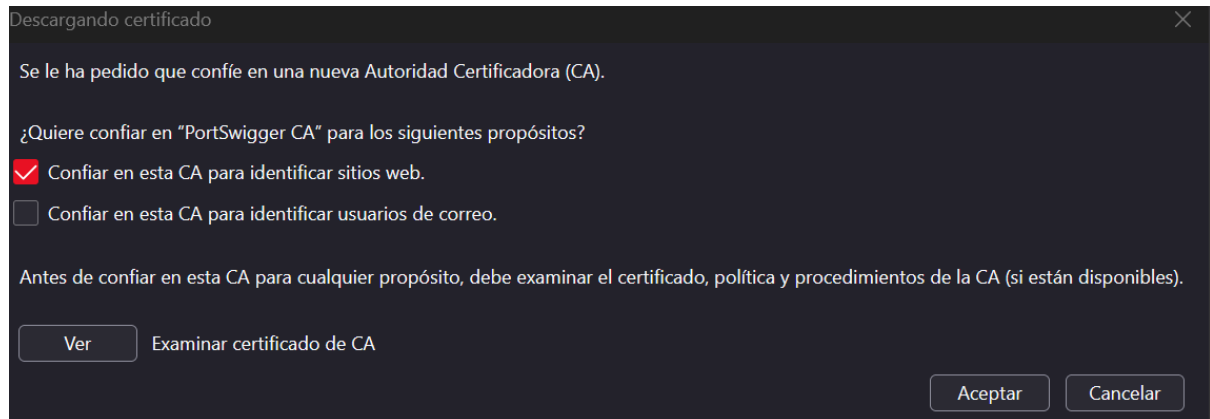 Descargando certificado
Se le ha pedido que confíe en una nueva Autoridad Certificadora (CA).
¿Quiere confiar en “PortSwigger CA” para los siguientes propósitos?
Confiar en esta CA para identificar sitios web.
Confiar en esta CA para identificar usuarios de correo.
Antes de confiar en esta CA para cualquier propósito, debe examinar el certificado, política y procedimientos de la CA (si están disponibles).
Ver Examinar certificado de CA
Aceptar Cancelar